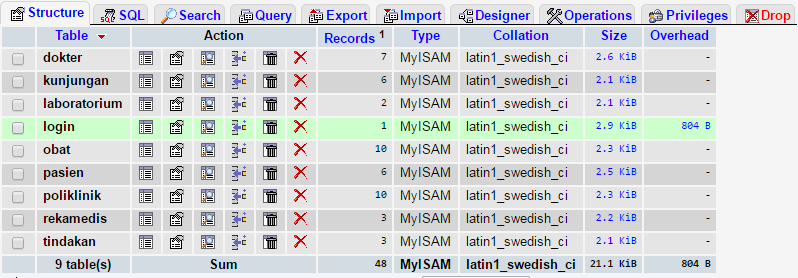 Structure SQL Search Query Export Import Designer Operations Privileges Drop
Table Action Records 1 Type Collation Size Overhead
dokter 7 MyISAM latin1_swedish_ci 2.6 KiB -
kunjungan 6 MyISAM latin1_swedish_ci 2.1 KiB -
laboratorium 2 MyISAM latin1_swedish_ci 2.1 KiB -
login 1 MyISAM latin1_swedish_ci 2.9 KiB 804 B
obat 10 MyISAM latin1_swedish_ci 2.3 KiB -
pasien 6 MyISAM latin1_swedish_ci 2.5 KiB -
poliklinik 10 MyISAM latin1_swedish_ci 2.3 KiB -
rekamedis 3 MyISAM latin1_swedish_ci 2.2 KiB -
tindakan 3 MyISAM latin1_swedish_ci 2.1 KiB -
9 table(s) Sum 48 MyISAM latin1_swedish_ci 21.1 KiB 804 B